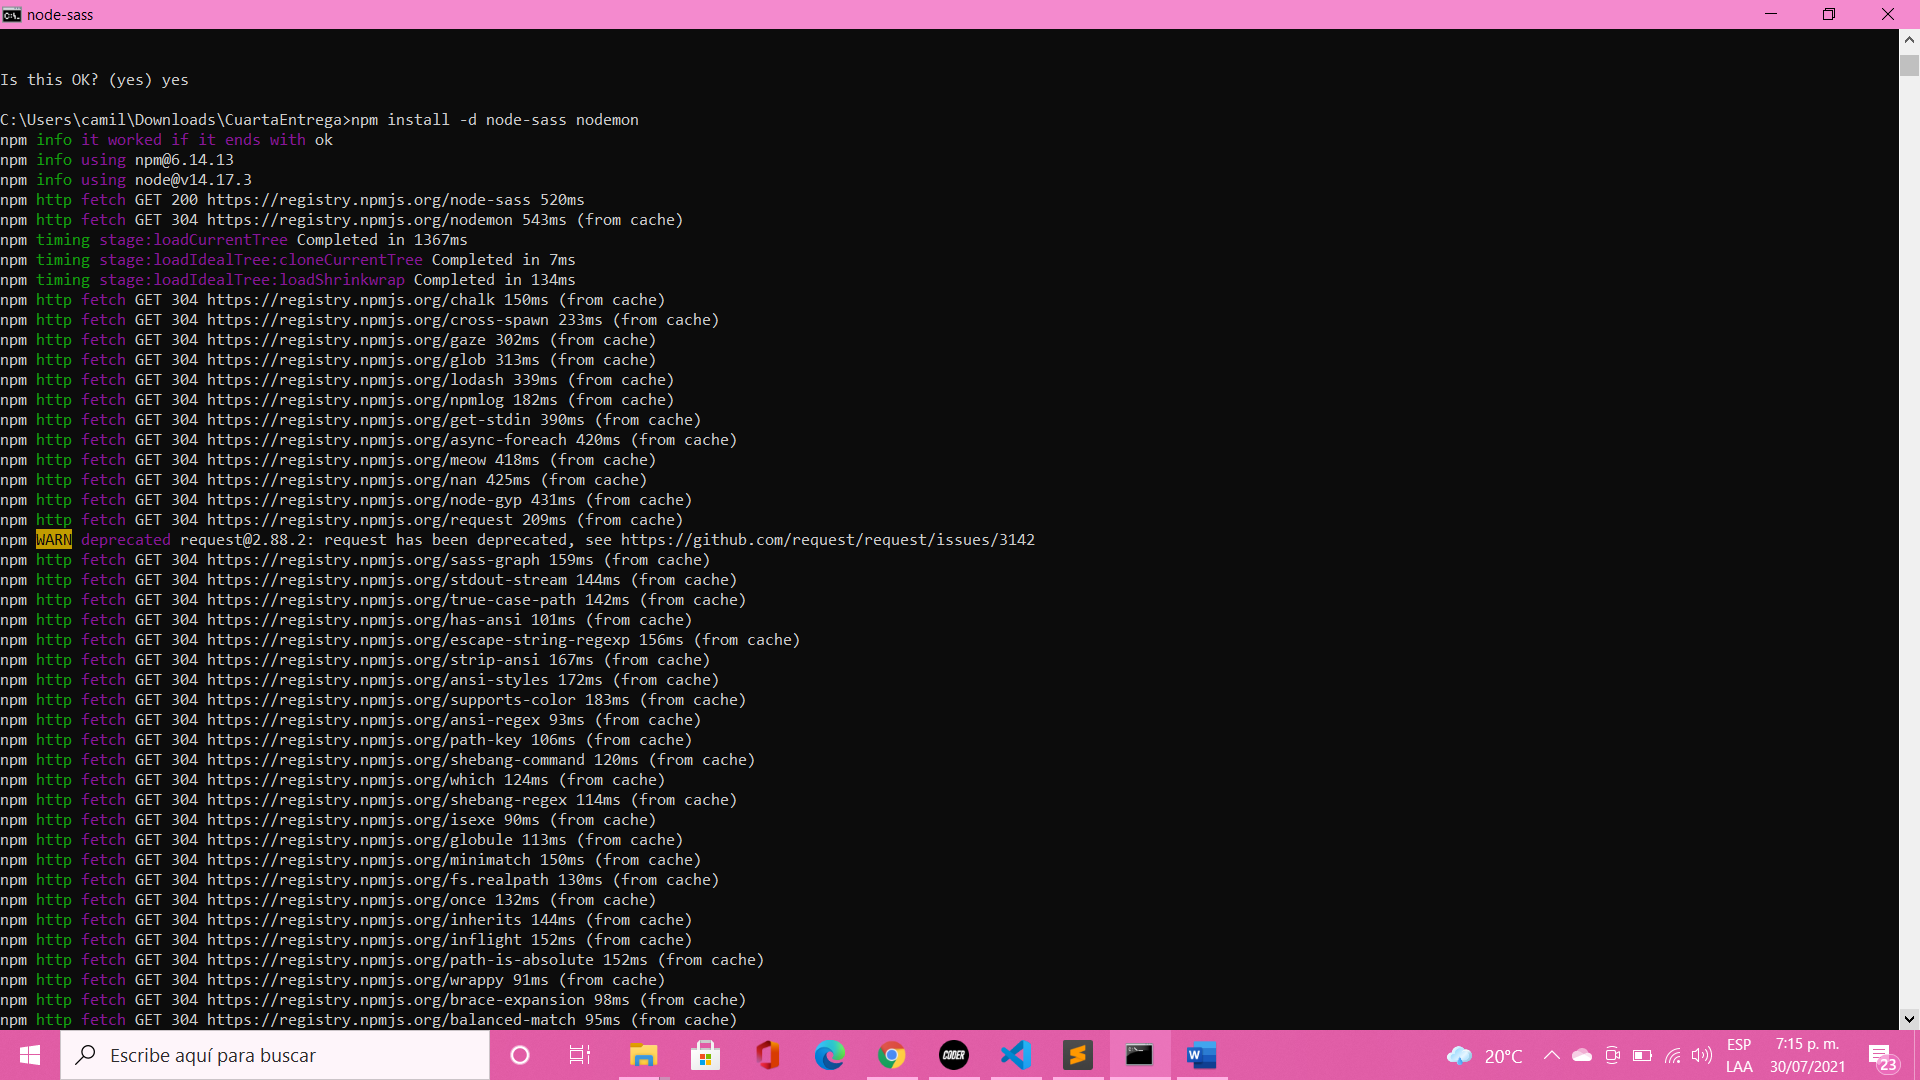 node-sass
Is this OK? (yes) yes
C:\Users\camil\Downloads\CuartaEntrega>npm install -d node-sass nodemon
npm info it worked if it ends with ok
npm info using npm@6.14.13
npm info using node@v14.17.3
npm http fetch GET 200 https://registry.npmjs.org/node-sass 520ms
npm http fetch GET 304 https://registry.npmjs.org/nodemon 543ms (from cache)
npm timing stage:loadCurrentTree Completed in 1367ms
npm timing stage:loadIdealTree:cloneCurrentTree Completed in 7ms
npm timing stage:loadIdealTree:loadShrinkwrap Completed in 134ms
npm http fetch GET 304 https://registry.npmjs.org/chalk 150ms (from cache)
npm http fetch GET 304 https://registry.npmjs.org/cross-spawn 233ms (from cache)
npm http fetch GET 304 https://registry.npmjs.org/gaze 302ms (from cache)
npm http fetch GET 304 https://registry.npmjs.org/glob 313ms (from cache)
npm http fetch GET 304 https://registry.npmjs.org/lodash 339ms (from cache)
npm http fetch GET 304 https://registry.npmjs.org/npmlog 182ms (from cache)
npm http fetch GET 304 https://registry.npmjs.org/get-stdin 390ms (from cache)
npm http fetch GET 304 https://registry.npmjs.org/async-foreach 420ms (from cache)
npm http fetch GET 304 https://registry.npmjs.org/meow 418ms (from cache)
npm http fetch GET 304 https://registry.npmjs.org/nan 425ms (from cache)
npm http fetch GET 304 https://registry.npmjs.org/node-gyp 431ms (from cache)
npm http fetch GET 304 https://registry.npmjs.org/request 209ms (from cache)
npm WARN deprecated request@2.88.2: request has been deprecated, see https://github.com/request/request/issues/3142
npm http fetch GET 304 https://registry.npmjs.org/sass-graph 159ms (from cache)
npm http fetch GET 304 https://registry.npmjs.org/stdout-stream 144ms (from cache)
npm http fetch GET 304 https://registry.npmjs.org/true-case-path 142ms (from cache)
npm http fetch GET 304 https://registry.npmjs.org/has-ansi 101ms (from cache)
npm http fetch GET 304 https://registry.npmjs.org/escape-string-regexp 156ms (from cache)
npm http fetch GET 304 https://registry.npmjs.org/strip-ansi 167ms (from cache)
npm http fetch GET 304 https://registry.npmjs.org/ansi-styles 172ms (from cache)
npm http fetch GET 304 https://registry.npmjs.org/supports-color 183ms (from cache)
npm http fetch GET 304 https://registry.npmjs.org/ansi-regex 93ms (from cache)
npm http fetch GET 304 https://registry.npmjs.org/path-key 106ms (from cache)
npm http fetch GET 304 https://registry.npmjs.org/shebang-command 120ms (from cache)
npm http fetch GET 304 https://registry.npmjs.org/which 124ms (from cache)
npm http fetch GET 304 https://registry.npmjs.org/shebang-regex 114ms (from cache)
npm http fetch GET 304 https://registry.npmjs.org/isexe 90ms (from cache)
npm http fetch GET 304 https://registry.npmjs.org/globule 113ms (from cache)
npm http fetch GET 304 https://registry.npmjs.org/minimatch 150ms (from cache)
npm http fetch GET 304 https://registry.npmjs.org/fs.realpath 130ms (from cache)
npm http fetch GET 304 https://registry.npmjs.org/once 132ms (from cache)
npm http fetch GET 304 https://registry.npmjs.org/inherits 144ms (from cache)
npm http fetch GET 304 https://registry.npmjs.org/inflight 152ms (from cache)
npm http fetch GET 304 https://registry.npmjs.org/path-is-absolute 152ms (from cache)
npm http fetch GET 304 https://registry.npmjs.org/wrappy 91ms (from cache)
npm http fetch GET 304 https://registry.npmjs.org/brace-expansion 98ms (from cache)
npm http fetch GET 304 https://registry.npmjs.org/balanced-match 95ms (from cache)
Escribe aquí para buscar
CODER
20°C
ESP
LAA
7:15 p. m.
30/07/2021
23